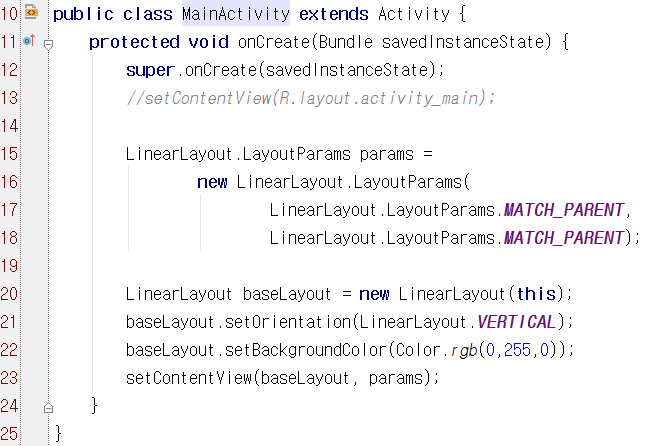 10 public class MainActivity extends Activity {
11 protected void onCreate(Bundle savedInstanceState) {
12 super.onCreate(savedInstanceState);
13 //setContentView(R.layout.activity_main);
14
15 LinearLayout.LayoutParams params =
16 new LinearLayout.LayoutParams(
17 LinearLayout.LayoutParams.MATCH_PARENT,
18 LinearLayout.LayoutParams.MATCH_PARENT);
19
20 LinearLayout baseLayout = new LinearLayout(this);
21 baseLayout.setOrientation(LinearLayout.VERTICAL);
22 baseLayout.setBackgroundColor(Color.rgb(0,255,0));
23 setContentView(baseLayout, params);
24 }
25 }